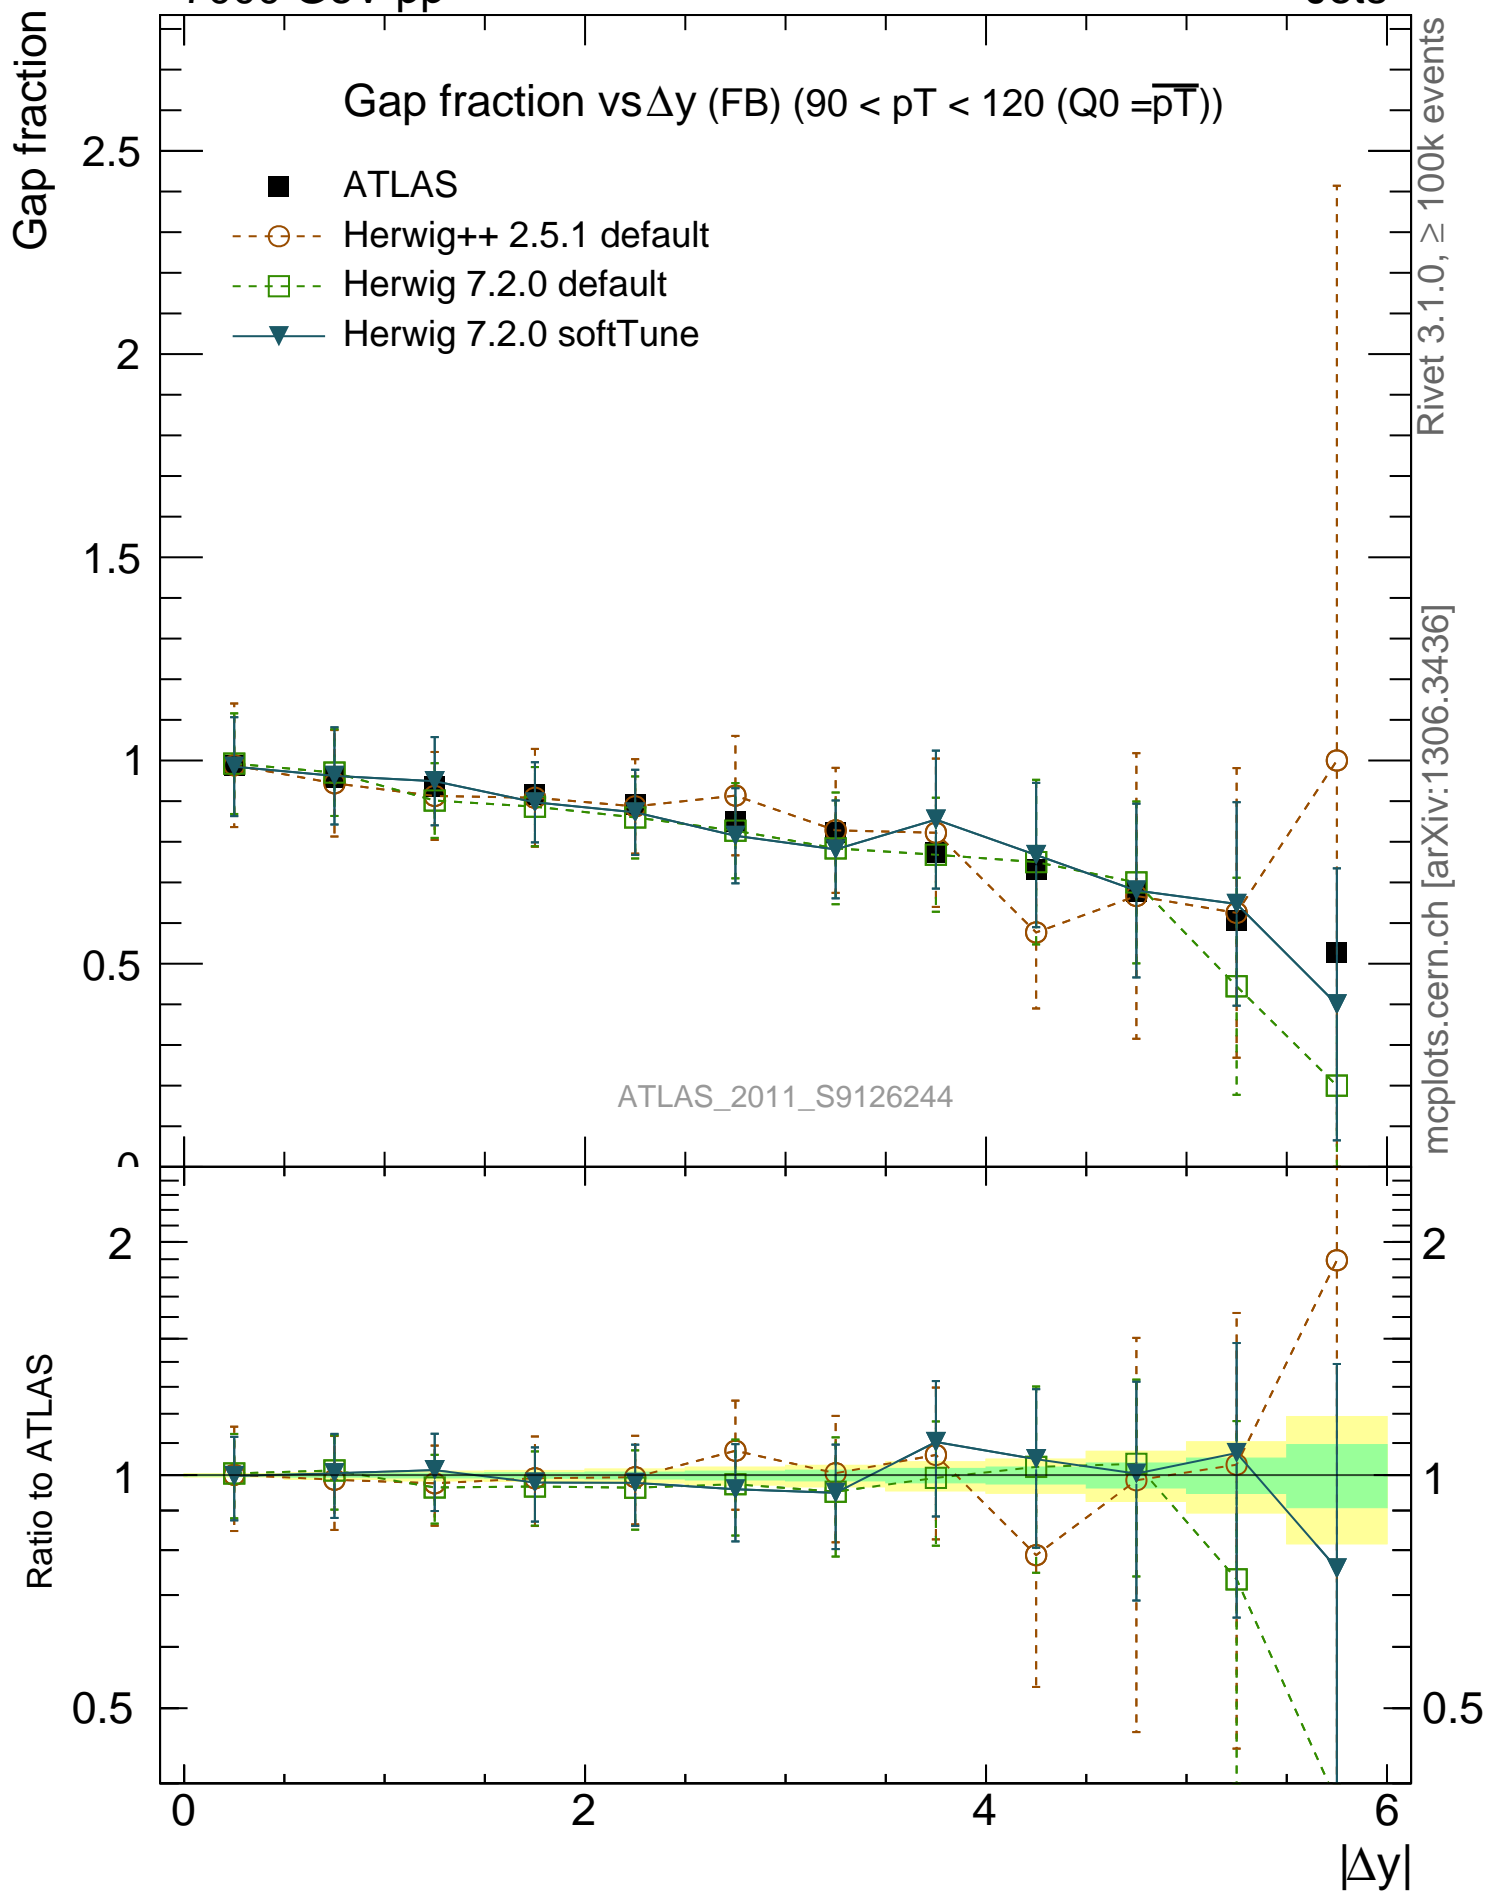 Gap fraction vs Δy (FB) (90 < pT < 120 (Q0 =p̅T̅))
Gap fraction
ATLAS
Herwig++ 2.5.1 default
Herwig 7.2.0 default
Herwig 7.2.0 softTune
2.5
2
1.5
1
0.5
0
ATLAS_2011_S9126244
Rivet 3.1.0, ≥ 100k events
mcplots.cern.ch [arXiv:1306.3436]
Ratio to ATLAS
2
1
0.5
2
1
0.5
0
2
4
6
|Δy|